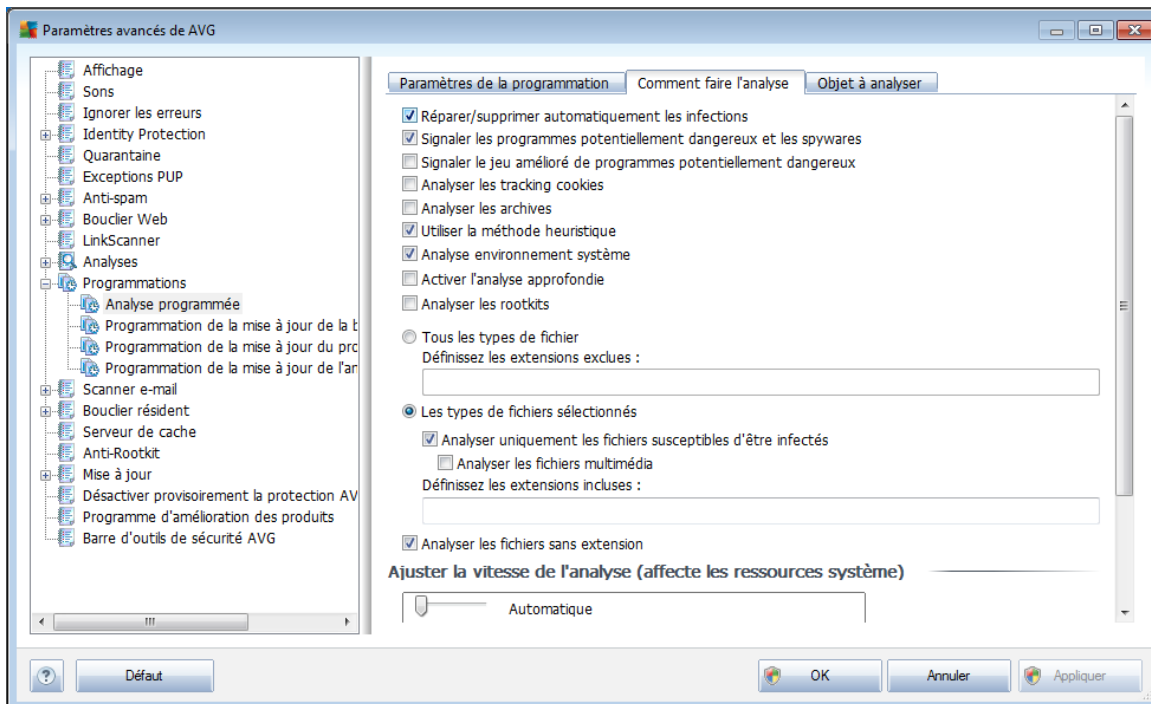 Paramètres avancés de AVG
Affichage
Sons
Ignorer les erreurs
Identity Protection
Quarantaine
Exceptions PUP
Anti-spam
Bouclier Web
LinkScanner
Analyses
Programmations
Analyse programmée
Programmation de la mise à jour de la b
Programmation de la mise à jour du pro
Programmation de la mise à jour de l'an
Scanner e-mail
Bouclier résident
Serveur de cache
Anti-Rootkit
Mise à jour
Désactiver provisoirement la protection AV
Programme d'amélioration des produits
Barre d'outils de sécurité AVG
Paramètres de la programmation Comment faire l'analyse Objet à analyser
Réparer/supprimer automatiquement les infections
Signaler les programmes potentiellement dangereux et les spywares
Signaler le jeu amélioré de programmes potentiellement dangereux
Analyser les tracking cookies
Analyser les archives
Utiliser la méthode heuristique
Analyse environnement système
Activer l'analyse approfondie
Analyser les rootkits
Tous les types de fichier
Définissez les extensions exclues :
Les types de fichiers sélectionnés
Analyser uniquement les fichiers susceptibles d'être infectés
Analyser les fichiers multimédia
Définissez les extensions incluses :
Analyser les fichiers sans extension
Ajuster la vitesse de l'analyse (affecte les ressources système)
Automatique
? Défaut OK Annuler Appliquer